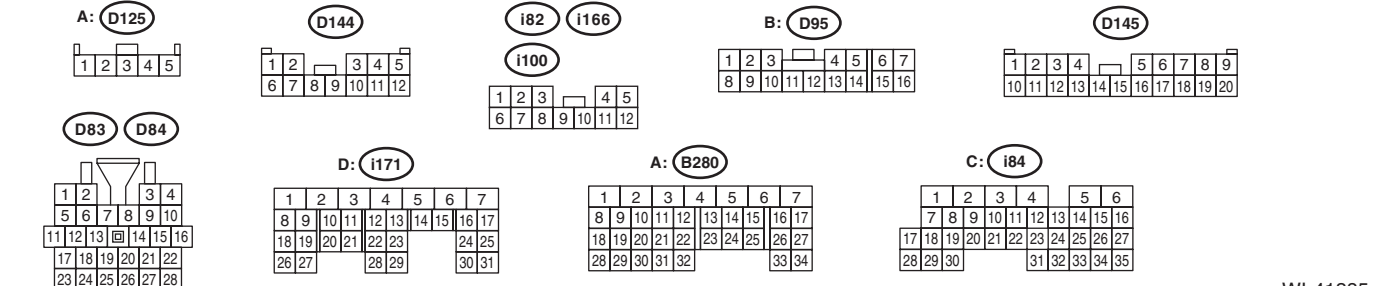 A: D125
1 2 3 4 5
D144
1 2 3 4 5
6 7 8 9 10 11 12
i82 i166
i100
1 2 3 4 5
6 7 8 9 10 11 12
B: D95
1 2 3 4 5 6 7
8 9 10 11 12 13 14 15 16
D145
1 2 3 4 5 6 7 8 9
10 11 12 13 14 15 16 17 18 19 20
D83 D84
1 2 3 4
5 6 7 8 9 10
11 12 13 14 15 16
17 18 19 20 21 22
23 24 25 26 27 28
D: i171
1 2 3 4 5 6 7
8 9 10 11 12 13 14 15 16 17
18 19 20 21 22 23 24 25
26 27 28 29 30 31
A: B280
1 2 3 4 5 6 7
8 9 10 11 12 13 14 15 16 17
18 19 20 21 22 23 24 25 26 27
28 29 30 31 32 33 34
C: i84
1 2 3 4 5 6
7 8 9 10 11 12 13 14 15 16
17 18 19 20 21 22 23 24 25 26 27
28 29 30 31 32 33 34 35